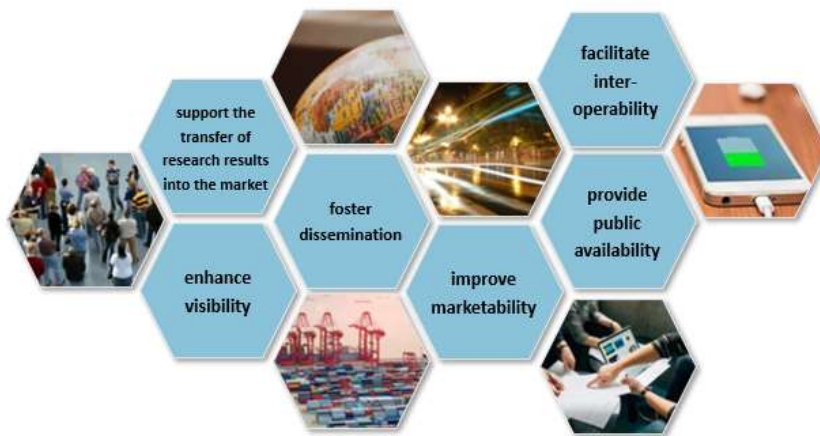 support the
transfer of
research results
into the market
enhance
visibility
foster
dissemination
improve
marketability
facilitate
inter-
operability
provide
public
availability